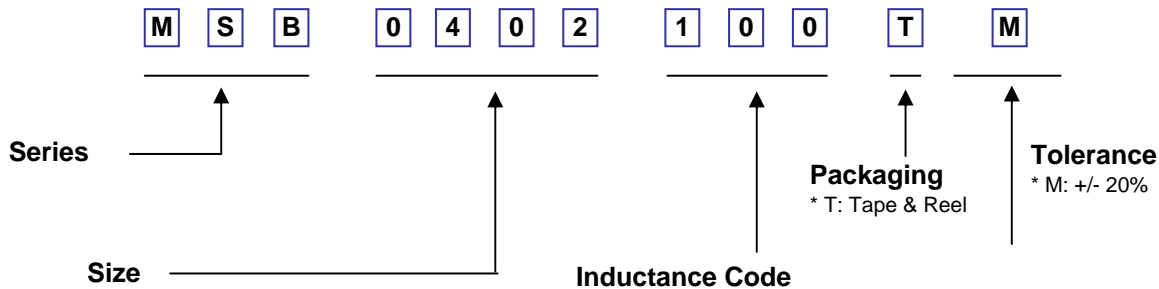 M S B 0 4 0 2 1 0 0 T M
Series
Tolerance
* M: +/- 20%
Packaging
* T: Tape & Reel
Size
Inductance Code